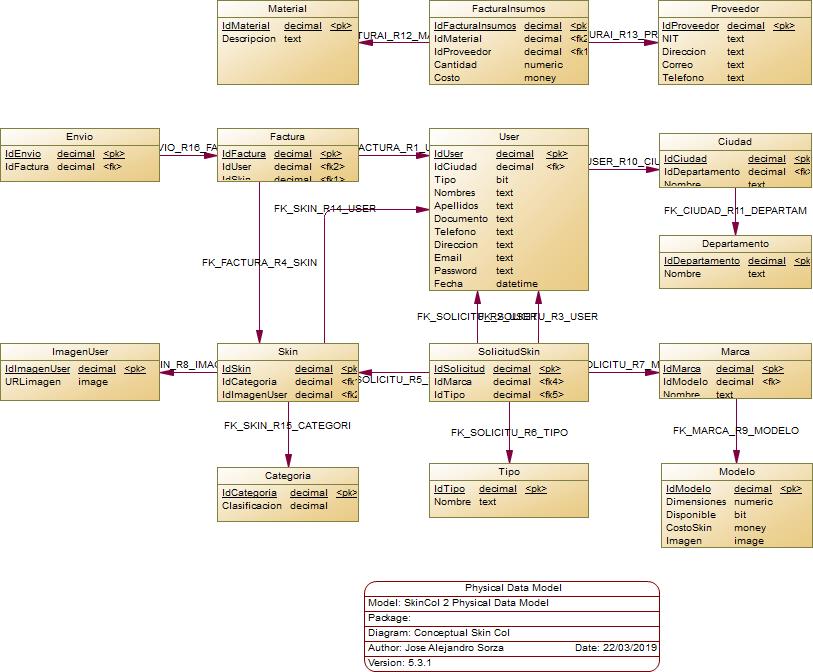 Material
IdMaterial decimal <pk>
Descripcion text
FacturaInsumos
IdFacturaInsumos decimal <pk>
IdMaterial decimal <fk2
IdProveedor decimal <fk1
Cantidad numeric
Costo money
Proveedor
IdProveedor decimal <pk>
NIT text
Direccion text
Correo text
Telefono text
TURAI_R12_MA
URAI_R13_PR
Envio
IdEnvio decimal <pk>
IdFactura decimal <fk>
VIO_R16_FA
Factura
IdFactura decimal <pk>
IdUser decimal <fk2>
IdSkin decimal <fk1>
ACTURA_R1_U
User
IdUser decimal <pk>
IdCiudad decimal <fk>
Tipo bit
Nombres text
Apellidos text
Documento text
Telefono text
Direccion text
Email text
Password text
Fecha datetime
USER_R10_CIU
Ciudad
IdCiudad decimal <pk
IdDepartamento decimal <fk
Nombre text
FK_SKIN_R14_USER
FK_CIUDAD_R11_DEPARTAM
Departamento
IdDepartamento decimal <pk
Nombre text
FK_FACTURA_R4_SKIN
FK_SOLICITU_R2_USER
FK_SOLICITU_R3_USER
ImagenUser
IdImagenUser decimal <pk>
URLimagen image
IN_R8_IMAG
Skin
IdSkin decimal <pk
IdCategoria decimal <fk1
IdImagenUser decimal <fk2
SOLICITU_R5_
SolicitudSkin
IdSolicitud decimal <pk>
IdMarca decimal <fk4>
IdTipo decimal <fk5>
OLICITU_R7_M
Marca
IdMarca decimal <pk>
IdModelo decimal <fk>
Nombre text
FK_SKIN_R15_CATEGORI
FK_SOLICITU_R6_TIPO
FK_MARCA_R9_MODELO
Categoria
IdCategoria decimal <pk>
Clasificacion decimal
Tipo
IdTipo decimal <pk>
Nombre text
Modelo
IdModelo decimal <pk>
Dimensiones numeric
Disponible bit
CostoSkin money
Imagen image
Physical Data Model
Model: SkinCol 2 Physical Data Model
Package:
Diagram: Conceptual Skin Col
Author: Jose Alejandro Sorza Date: 22/03/2019
Version: 5.3.1